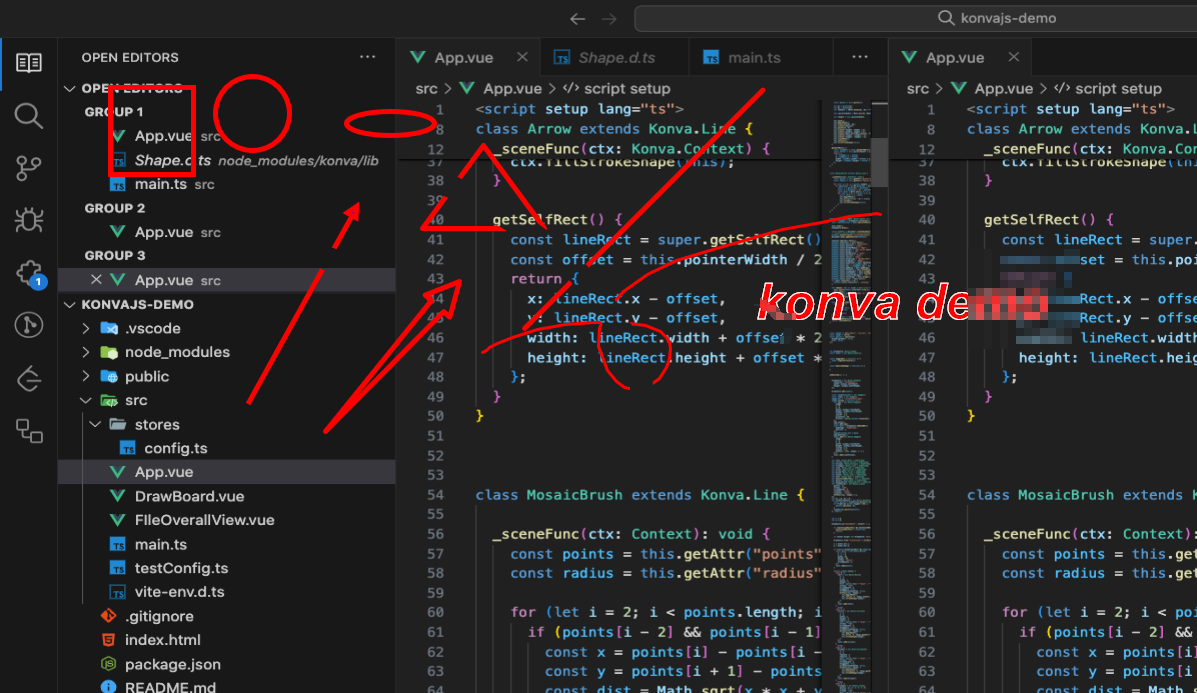 konvajs-demo
OPEN EDITORS
App.vue
Shape.d.ts
main.ts
App.vue
OPEN EDITORS
src > App.vue > script setup
src > App.vue > script setup
GROUP 1
App.vue src
Shape.d.ts node_modules/konva/lib
main.ts src
GROUP 2
App.vue src
GROUP 3
App.vue src
1
KONVAJS-DEMO
.vscode
node_modules
public
src
stores
config.ts
App.vue
DrawBoard.vue
FIleOverallView.vue
main.ts
testConfig.ts
vite-env.d.ts
.gitignore
index.html
package.json
README.md
1 <script setup lang="ts">
8 class Arrow extends Konva.Line {
12 _sceneFunc(ctx: Konva.Context) {
37 ctx.fillStrokeShape(this);
38 }
39
40 getSelfRect() {
41 const lineRect = super.getSelfRect()
42 const offset = this.pointerWidth / 2
43 return {
44 x: lineRect.x - offset,
45 y: lineRect.y - offset,
46 width: lineRect.width + offset * 2
47 height: lineRect.height + offset *
48 };
49 }
50 }
51
52
53
54 class MosaicBrush extends Konva.Line {
55
56 _sceneFunc(ctx: Context): void {
57 const points = this.getAttr("points"
58 const radius = this.getAttr("radius"
59
60 for (let i = 2; i < points.length; i
61 if (points[i - 2] && points[i - 1]
62 const x = points[i] - points[i -
63 const y = points[i + 1] - points
64 const dist = Math.sqrt(x * x + y
konva demo
1 <script setup lang="ts">
8 class Arrow extends Konva.L
12 _sceneFunc(ctx: Konva.Con
37 ctx.fillStrokeShape(thi
38 }
39
40 getSelfRect() {
41 const lineRect = super.
42 set = this.poi
43
44 Rect.x - offse
45 Rect.y - offse
46 lineRect.width
47 height: lineRect.heig
48 };
49 }
50 }
51
52
53
54 class MosaicBrush extends K
55
56 _sceneFunc(ctx: Context):
57 const points = this.get
58 const radius = this.get
59
60 for (let i = 2; i < poi
61 if (points[i - 2] &&
62 const x = points[i]
63 const y = points[i
64 const dist = Math.s